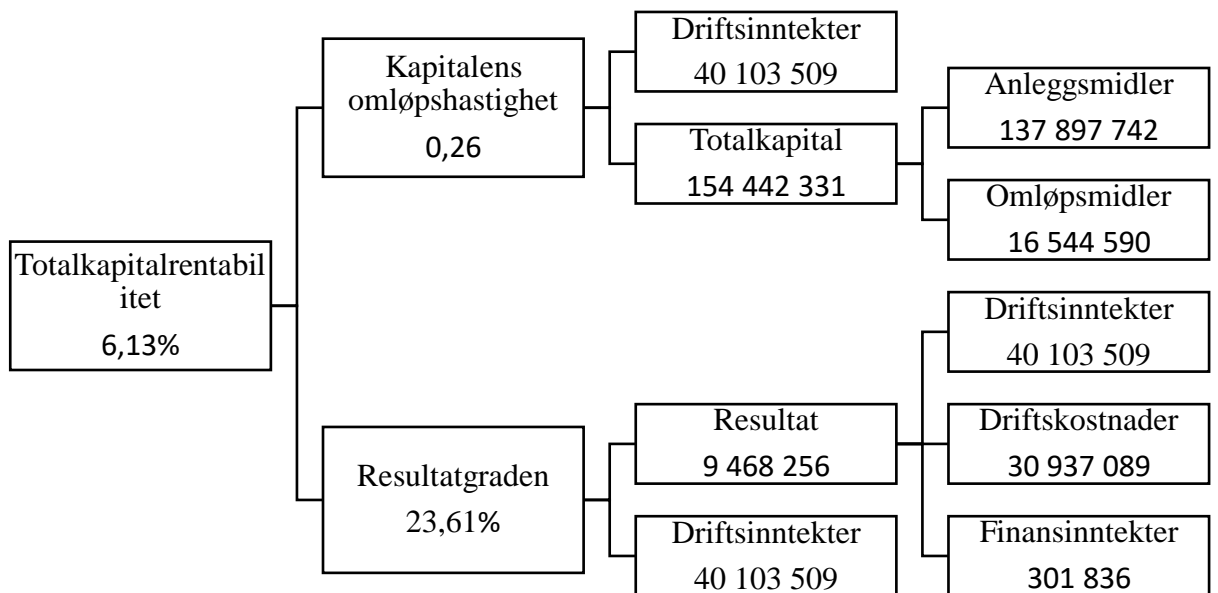 Totalkapitalrentabil
itet
6,13%
Kapitalens
omløpshastighet
0,26
Driftsinntekter
40 103 509
Totalkapital
154 442 331
Anleggsmidler
137 897 742
Omløpsmidler
16 544 590
Resultatgraden
23,61%
Resultat
9 468 256
Driftsinntekter
40 103 509
Driftskostnader
30 937 089
Finansinntekter
301 836
Driftsinntekter
40 103 509